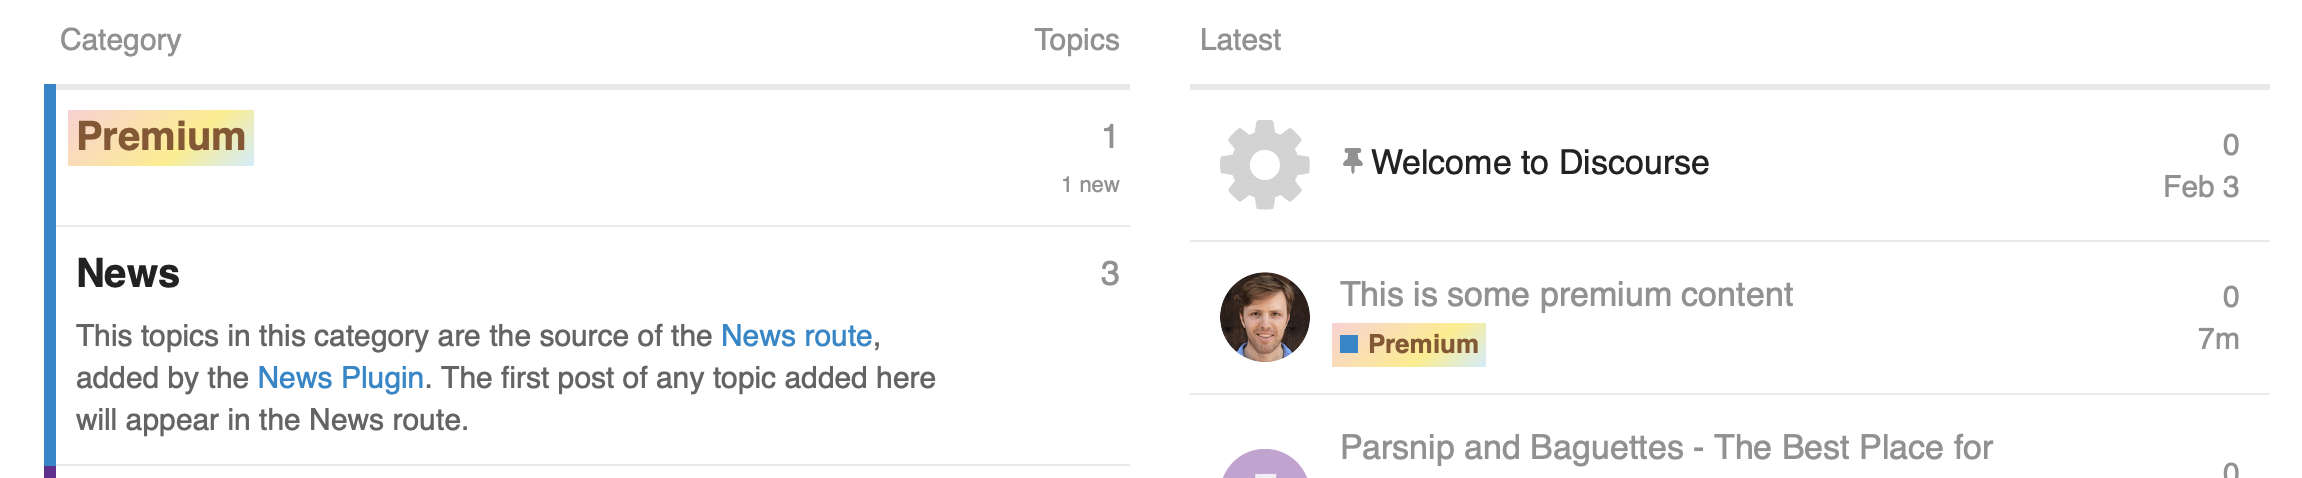 Category Topics
Premium 1
1 new
News 3
This topics in this category are the source of the News route,
added by the News Plugin. The first post of any topic added here
will appear in the News route.
Latest
Welcome to Discourse 0
Feb 3
This is some premium content 0
Premium 7m
Parsnip and Baguettes - The Best Place for
0